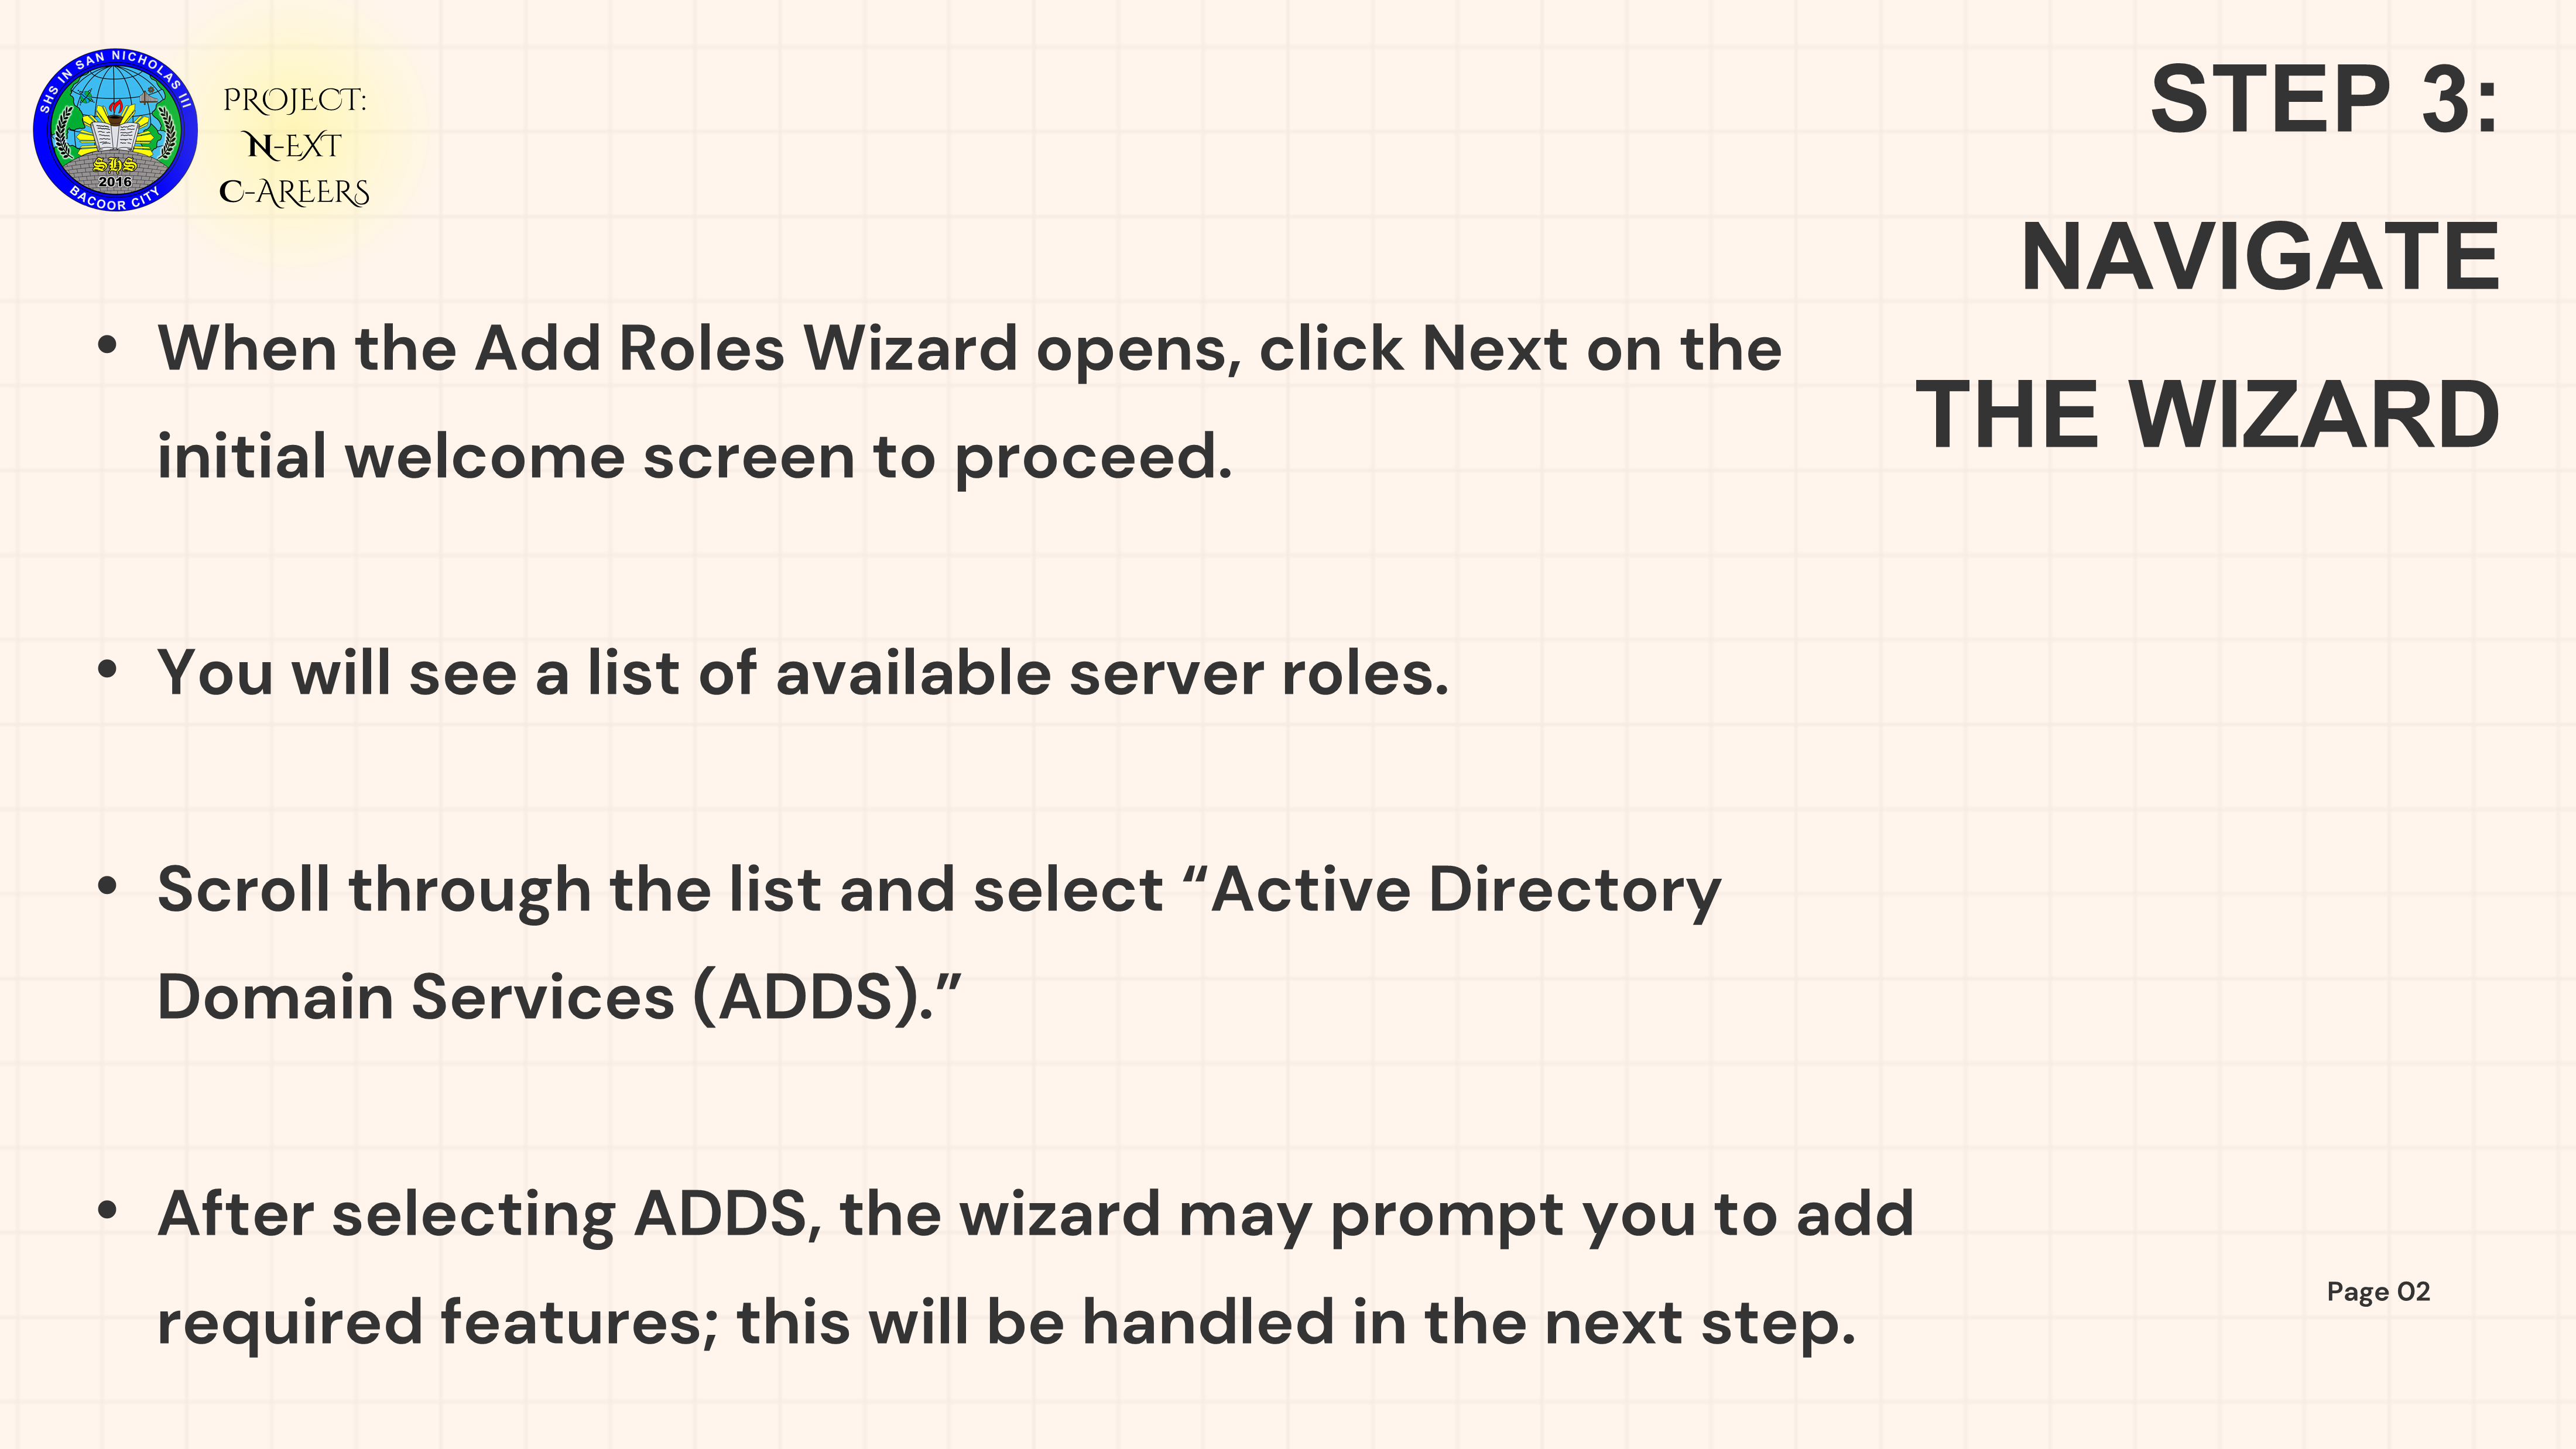 SHS IN SAN NICHOLAS III
SHS
2016
BACOOR CITY
PROJECT:
N-EXT
C-AREERS
STEP 3:
NAVIGATE
THE WIZARD
• When the Add Roles Wizard opens, click Next on the
initial welcome screen to proceed.
• You will see a list of available server roles.
• Scroll through the list and select “Active Directory
Domain Services (ADDS).”
• After selecting ADDS, the wizard may prompt you to add
required features; this will be handled in the next step.
Page 02